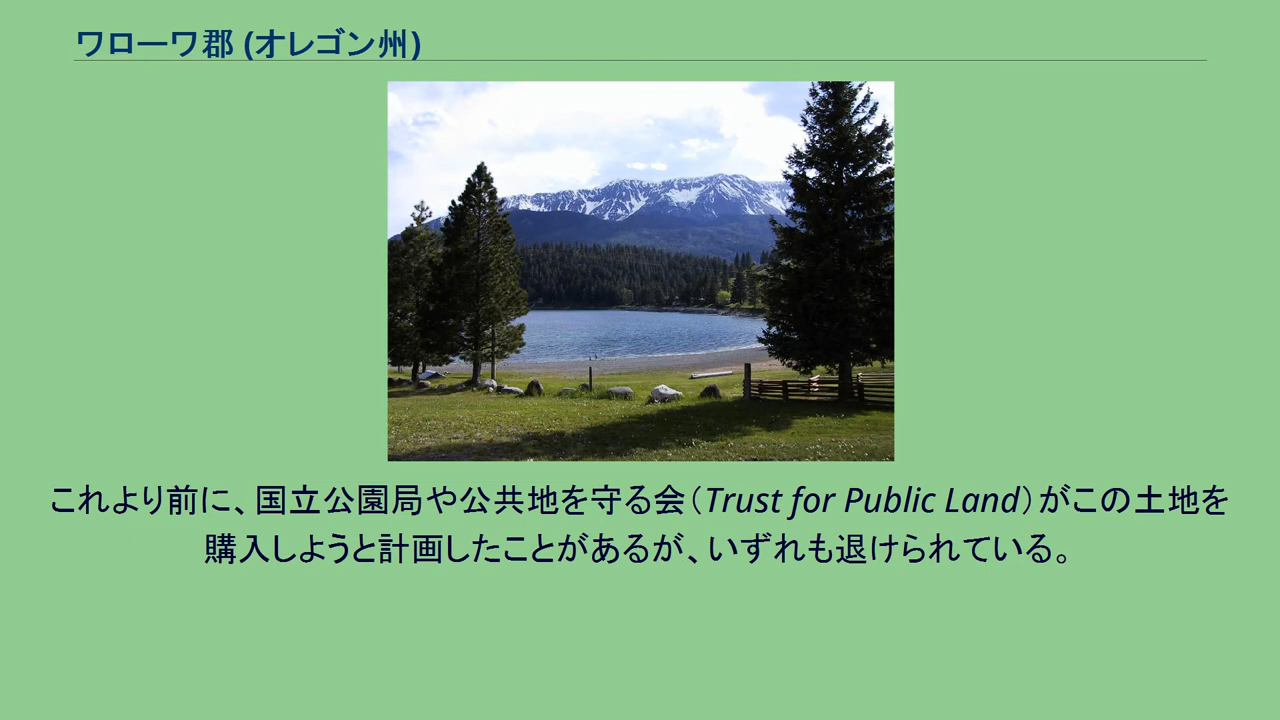 ワローワ郡 (オレゴン州)
これより前に、国立公園局や公共地を守る会（Trust for Public Land）がこの土地を
購入しようと計画したことがあるが、いずれも退けられている。